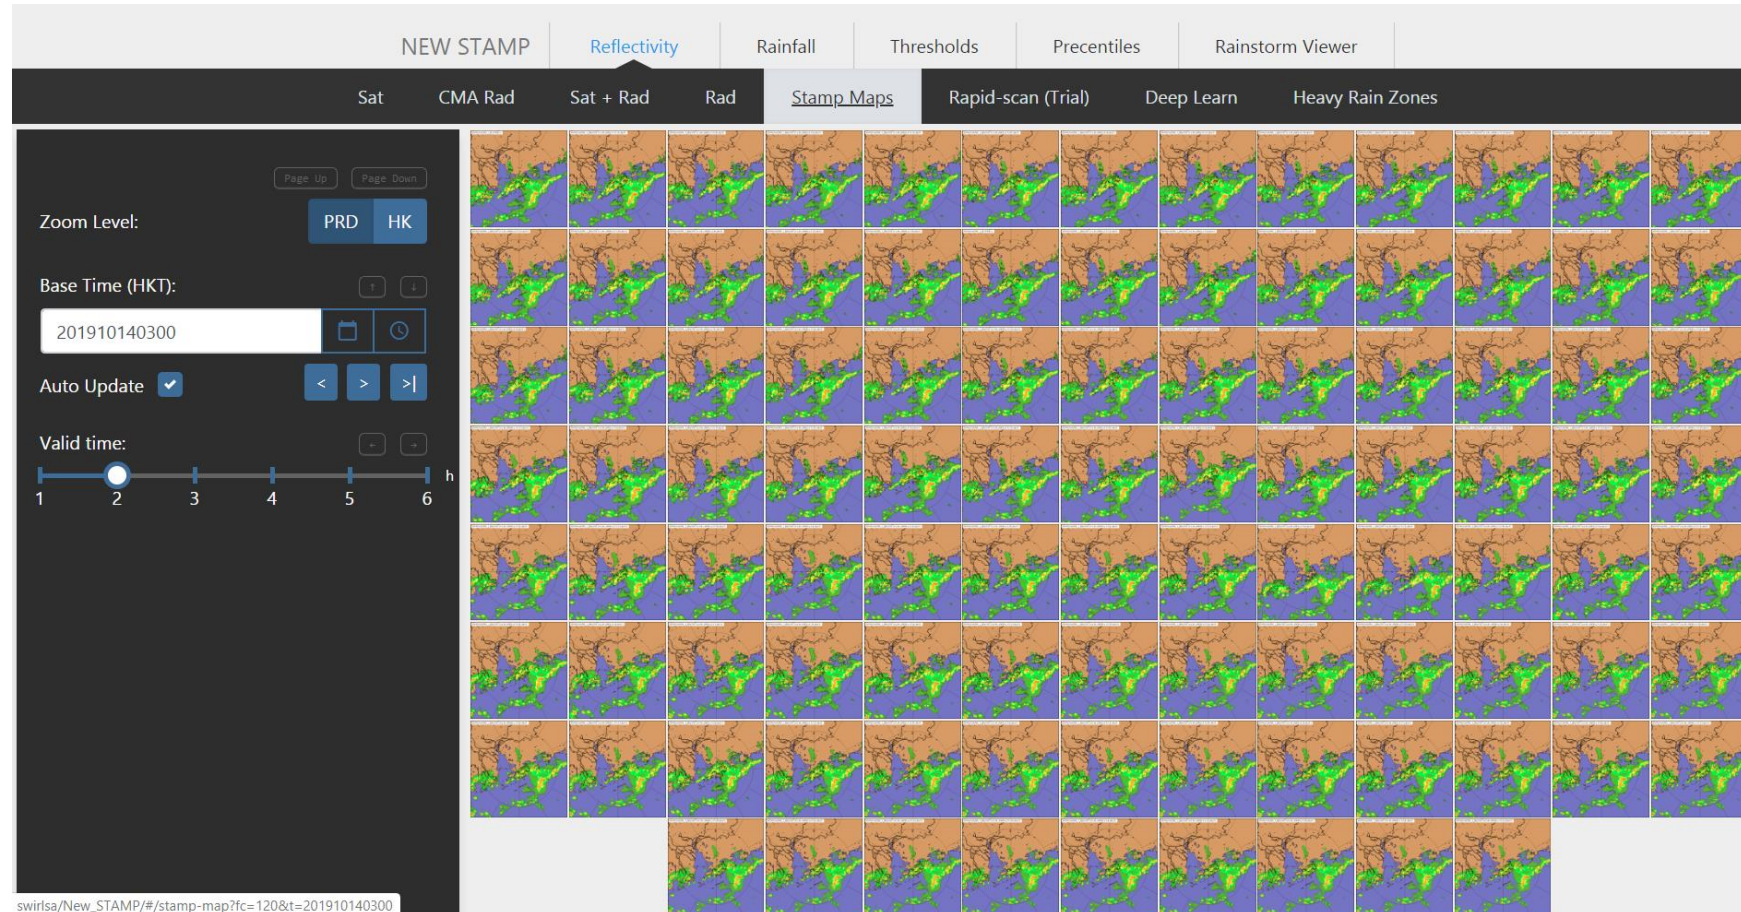 NEW STAMP Reflectivity Rainfall Thresholds Precentiles Rainstorm Viewer
Sat CMA Rad Sat + Rad Rad Stamp Maps Rapid-scan (Trial) Deep Learn Heavy Rain Zones
Page Up Page Down
Zoom Level: PRD HK
Base Time (HKT): ↑ ↓
201910140300
Auto Update < > >|
Valid time: ← →
h
1 2 3 4 5 6
swirlsa/New_STAMP/#/stamp-map?fc=120&t=201910140300